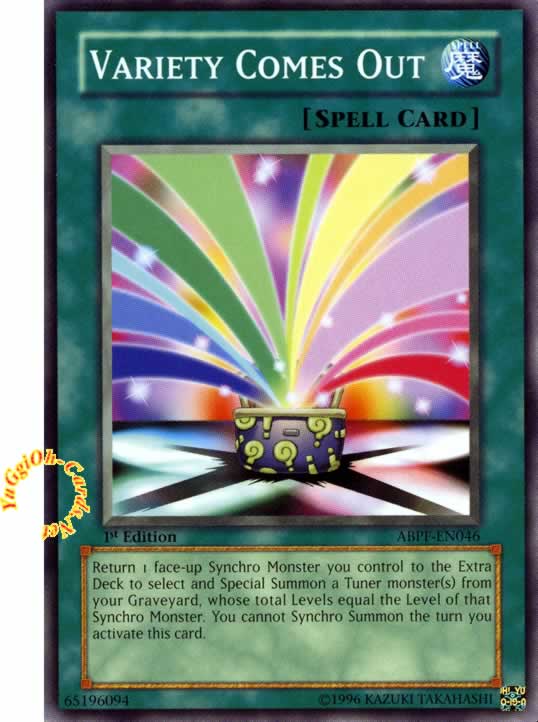 VARIETY COMES OUT
SPELL
魔
[SPELL CARD]
YuGgiOh-Cards.Net
1st Edition
ABPF-EN046
Return 1 face-up Synchro Monster you control to the Extra
Deck to select and Special Summon a Tuner monster(s) from
your Graveyard, whose total Levels equal the Level of that
Synchro Monster. You cannot Synchro Summon the turn you
activate this card.
65196094
©1996 KAZUKI TAKAHASHI